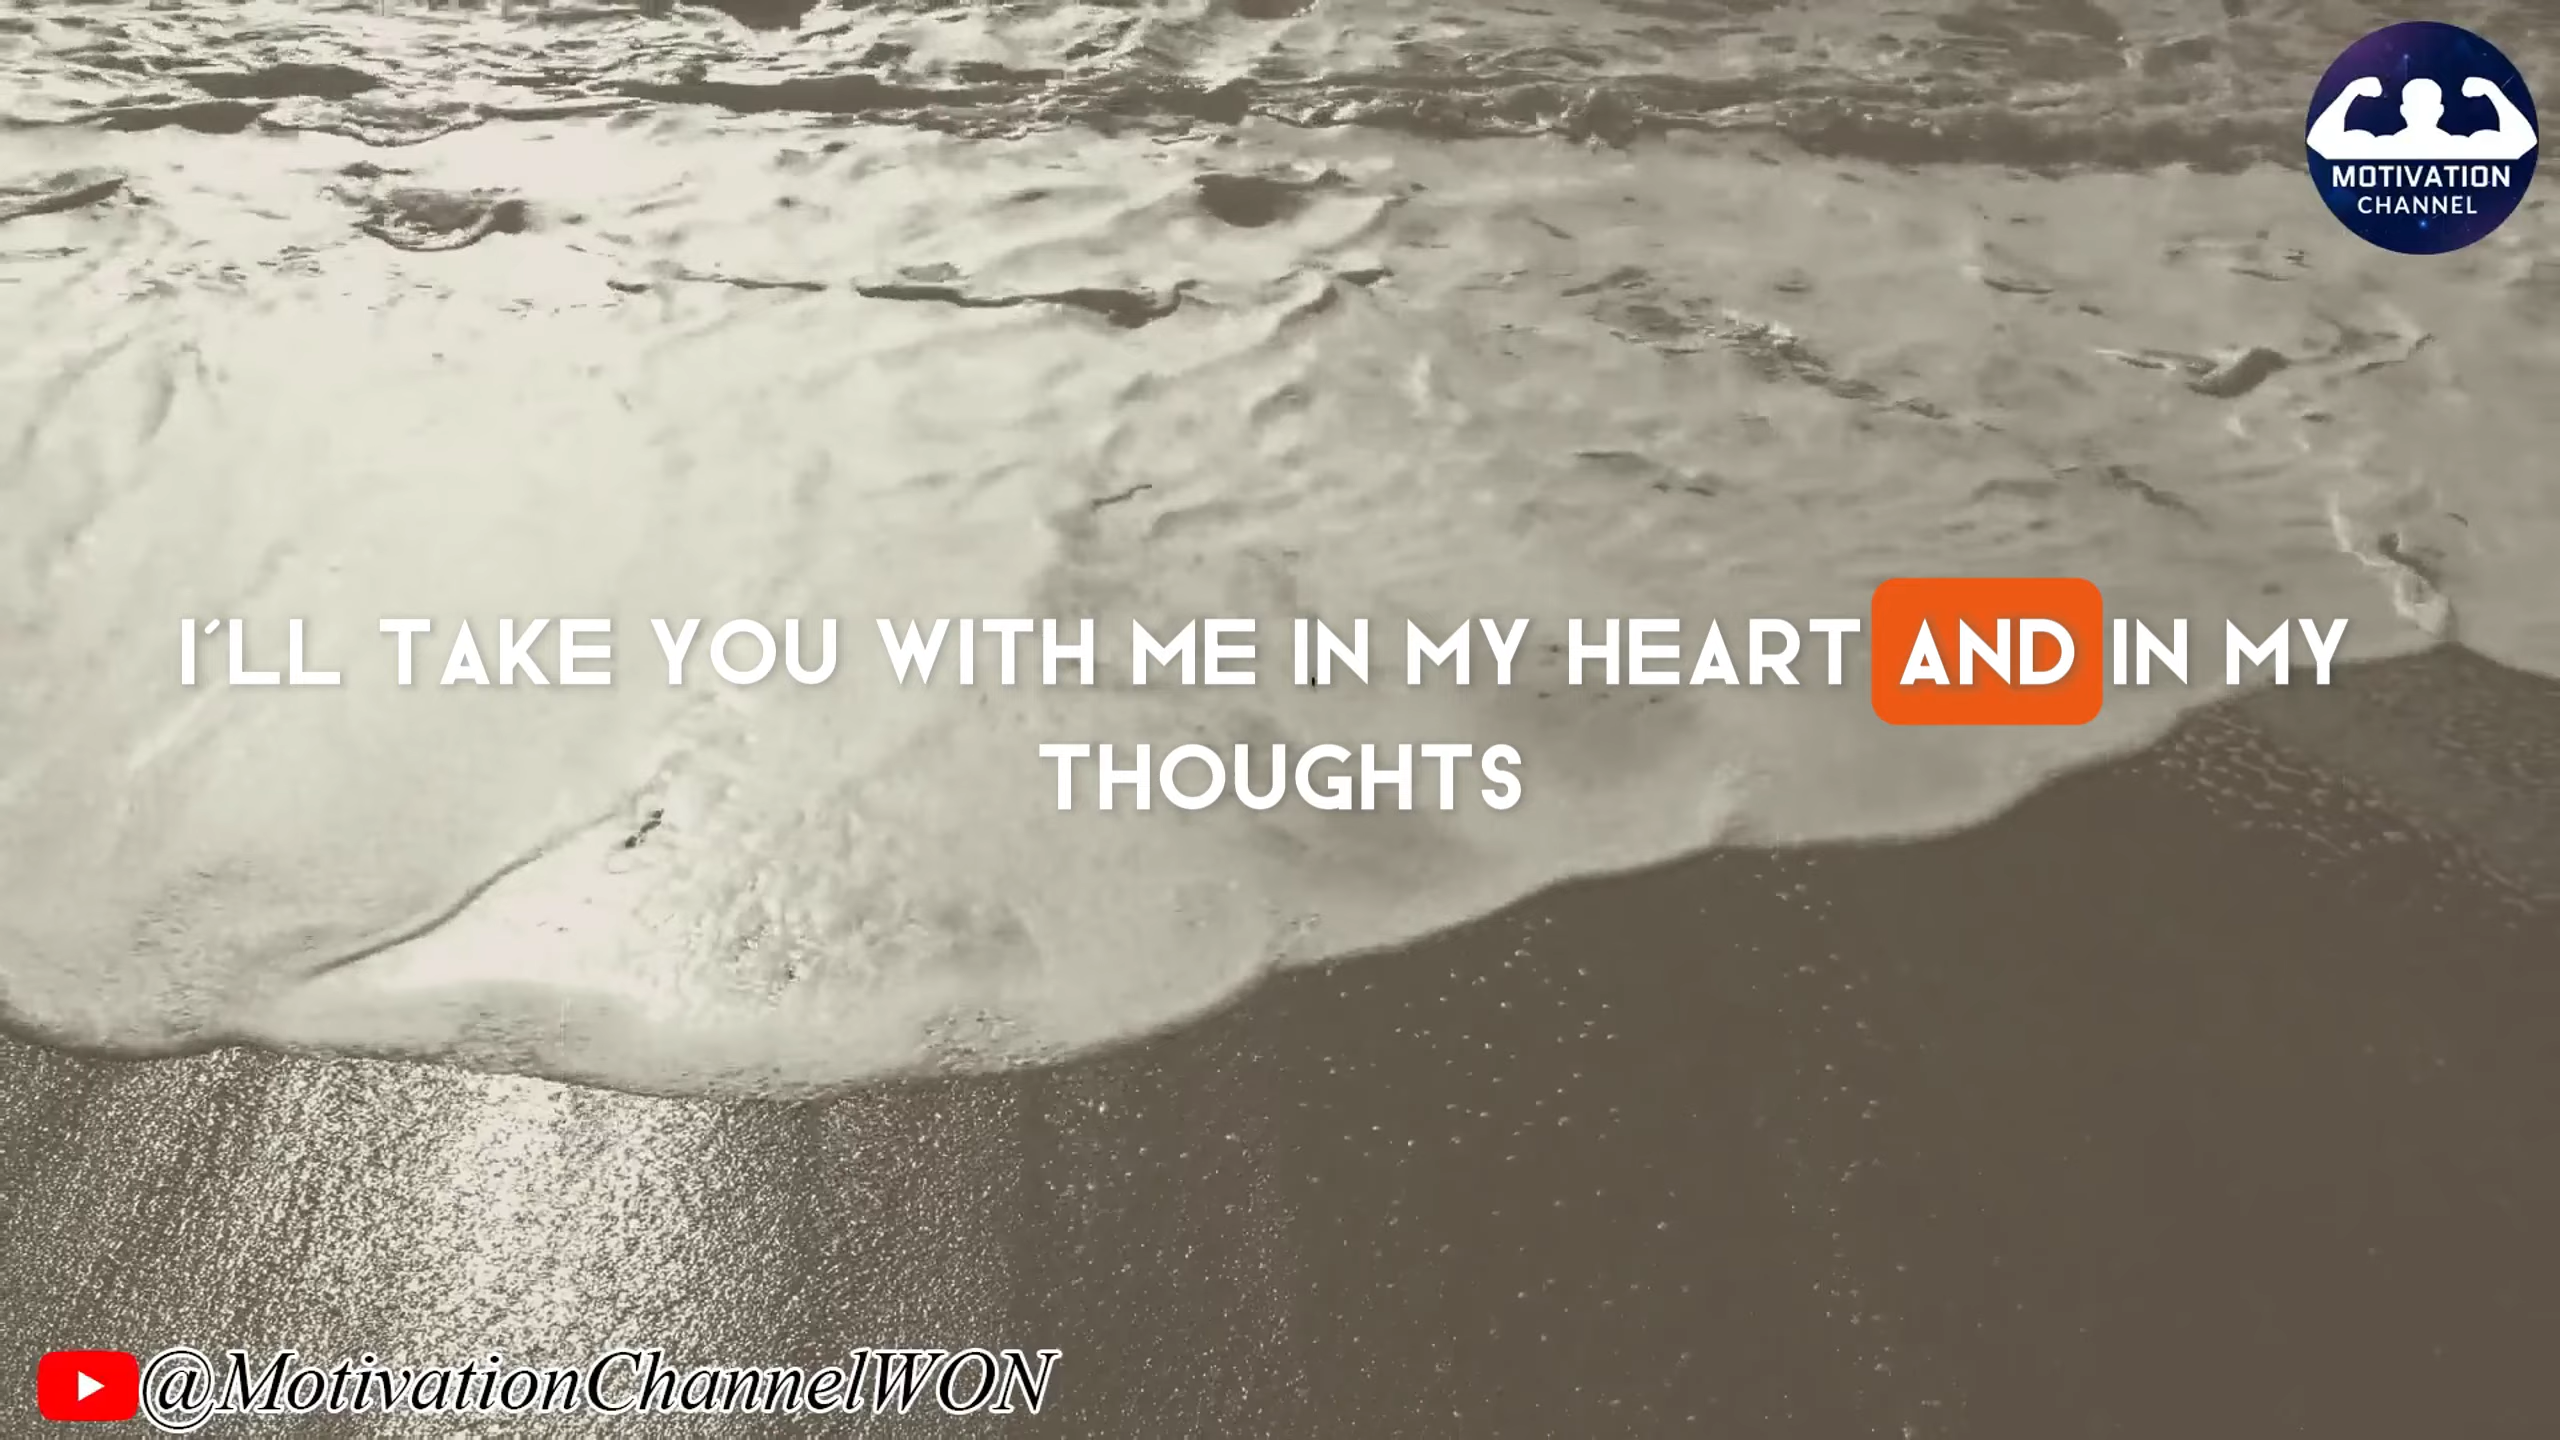 MOTIVATION
CHANNEL
I´LL TAKE YOU WITH ME IN MY HEART AND IN MY
THOUGHTS
@MotivationChannelWON